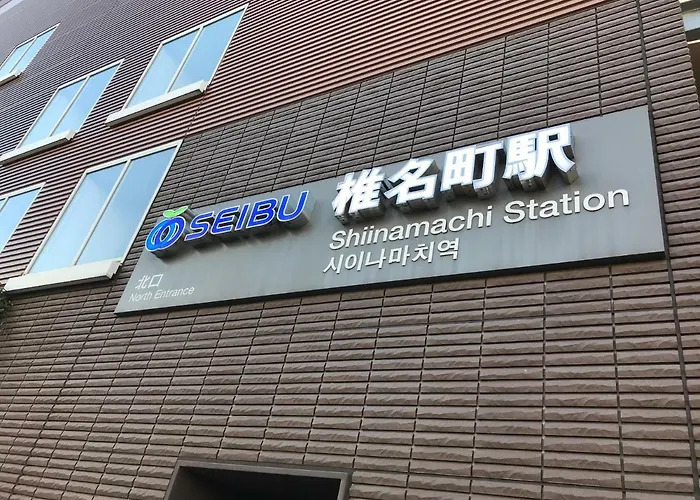 SEIBU 椎名町駅
Shiinamachi Station
시이나마치역
北口
North Entrance